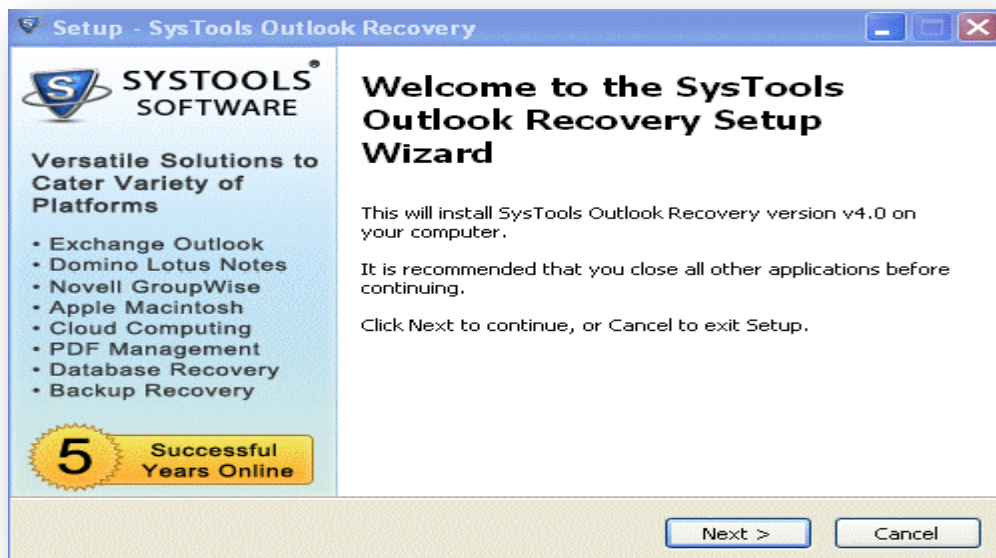 Setup - SysTools Outlook Recovery
SYSTOOLS®
SOFTWARE
Versatile Solutions to
Cater Variety of
Platforms
• Exchange Outlook
• Domino Lotus Notes
• Novell GroupWise
• Apple Macintosh
• Cloud Computing
• PDF Management
• Database Recovery
• Backup Recovery
5 Successful
Years Online
Welcome to the SysTools
Outlook Recovery Setup
Wizard
This will install SysTools Outlook Recovery version v4.0 on
your computer.
It is recommended that you close all other applications before
continuing.
Click Next to continue, or Cancel to exit Setup.
Next >
Cancel